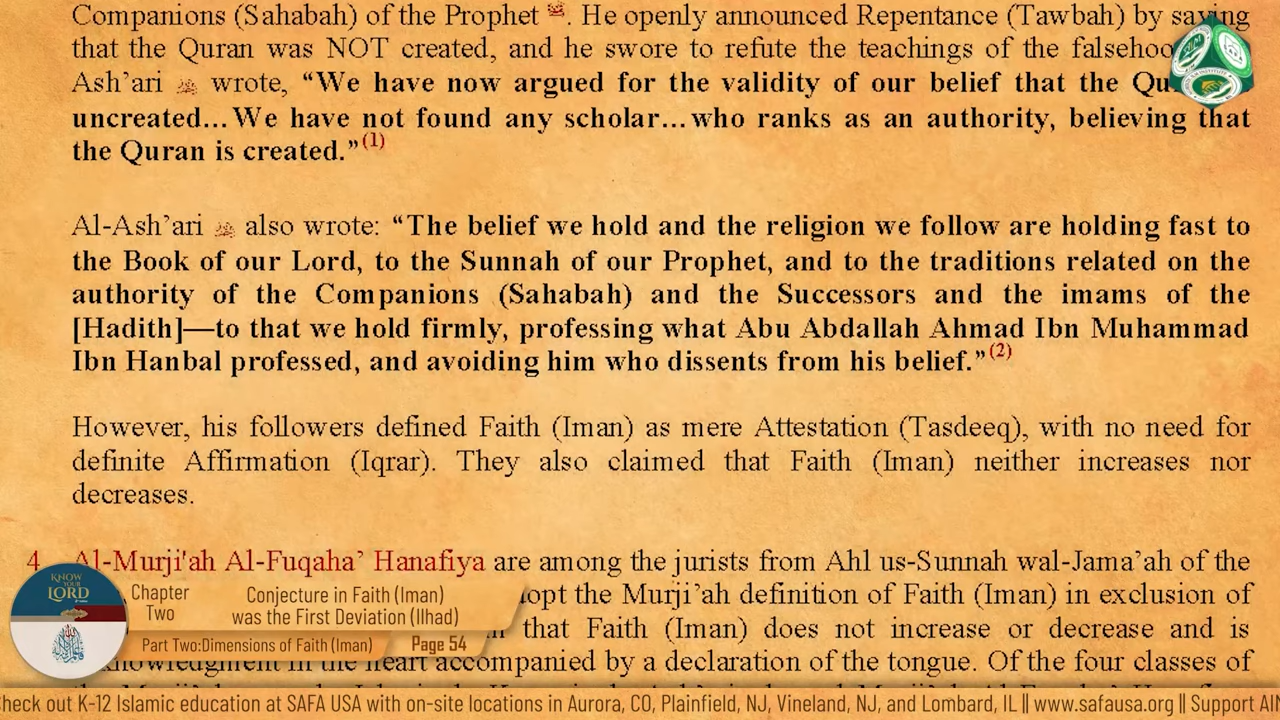 Companions (Sahabah) of the Prophet ﷺ. He openly announced Repentance (Tawbah) by saying
that the Quran was NOT created, and he swore to refute the teachings of the
Ash’ari wrote, “We have now argued for the validity of our belief that the
uncreated…We have not found any scholar…who ranks as an authority, believing that
the Quran is created.”(1)
Al-Ash’ari also wrote: “The belief we hold and the religion we follow are holding fast to
the Book of our Lord, to the Sunnah of our Prophet, and to the traditions related on the
authority of the Companions (Sahabah) and the Successors and the imams of the
[Hadith]—to that we hold firmly, professing what Abu Abdallah Ahmad Ibn Muhammad
Ibn Hanbal professed, and avoiding him who dissents from his belief.”(2)
However, his followers defined Faith (Iman) as mere Attestation (Tasdeeq), with no need for
definite Affirmation (Iqrar). They also claimed that Faith (Iman) neither increases nor
decreases.
4 Al-Murji'ah Al-Fuqaha’ Hanafiya are among the jurists from Ahl us-Sunnah wal-Jama’ah of the
the Murji’ah definition of Faith (Iman) in exclusion of
that Faith (Iman) does not increase or decrease and is
in the heart accompanied by a declaration of the tongue. Of the four classes of
KNOW YOUR LORD
Chapter Two
Conjecture in Faith (Iman)
was the First Deviation (Ilhad)
Part Two:Dimensions of Faith (Iman)
Page 54
heck out K-12 Islamic education at SAFA USA with on-site locations in Aurora, CO, Plainfield, NJ, Vineland, NJ, and Lombard, IL || www.safausa.org || Support